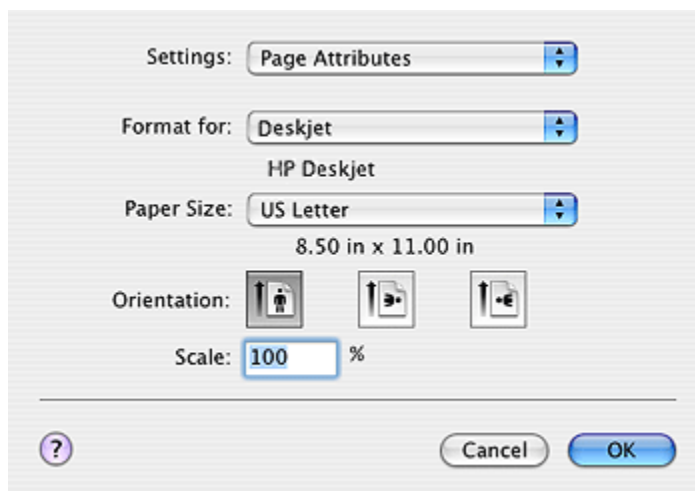 Settings: Page Attributes
Format for: Deskjet
HP Deskjet
Paper Size: US Letter
8.50 in x 11.00 in
Orientation:
Scale: 100 %
? Cancel OK